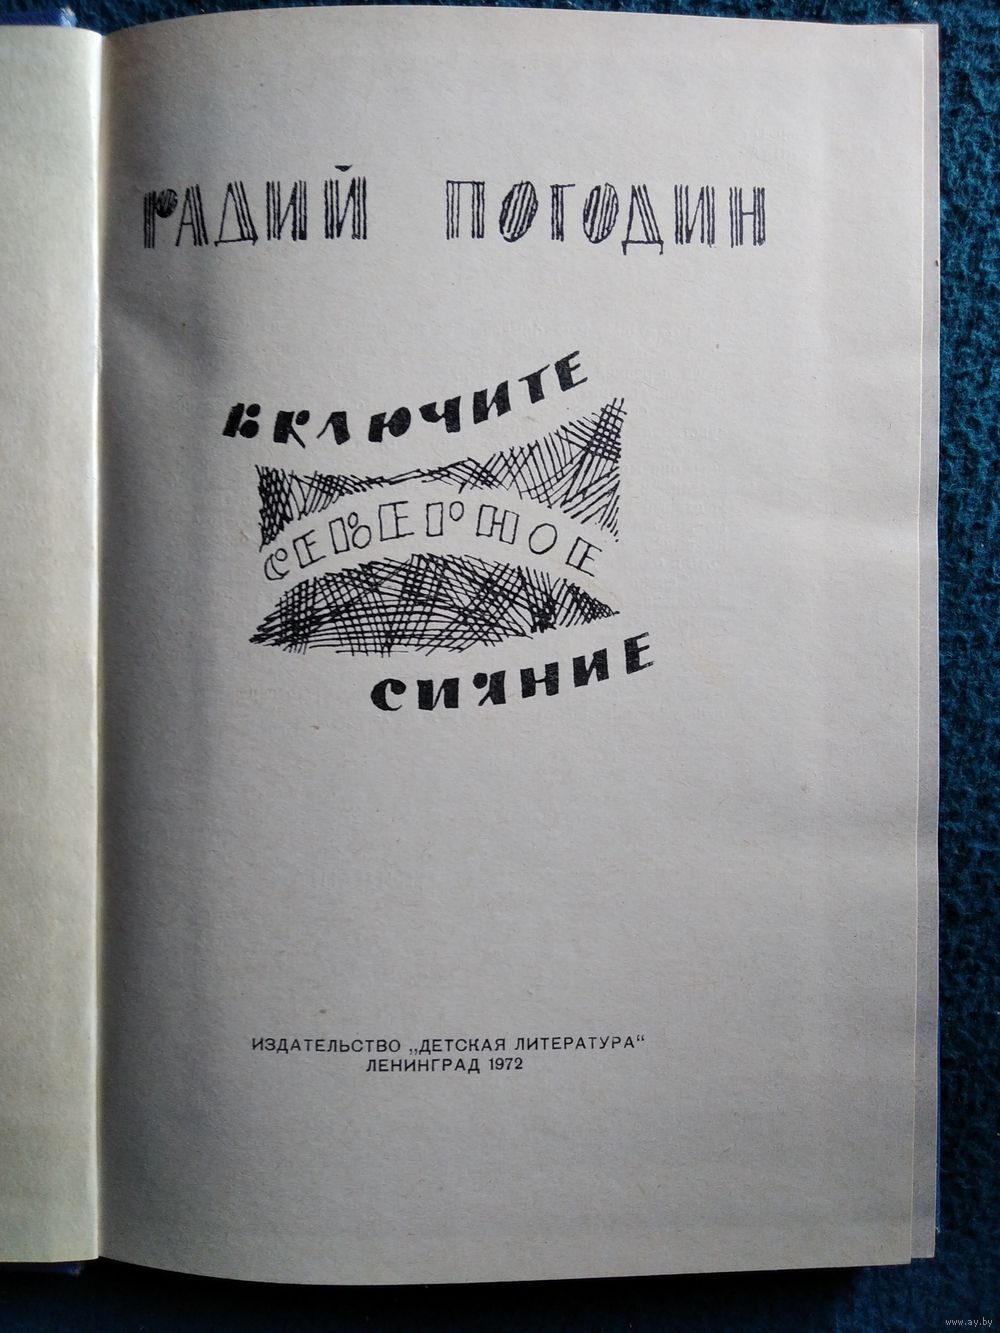 РАДИЙ ПОГОДИН
ВКЛЮЧИТЕ
СЕВЕРНОЕ
СИЯНИЕ
ИЗДАТЕЛЬСТВО „ДЕТСКАЯ ЛИТЕРАТУРА“
ЛЕНИНГРАД 1972
www.ay.by